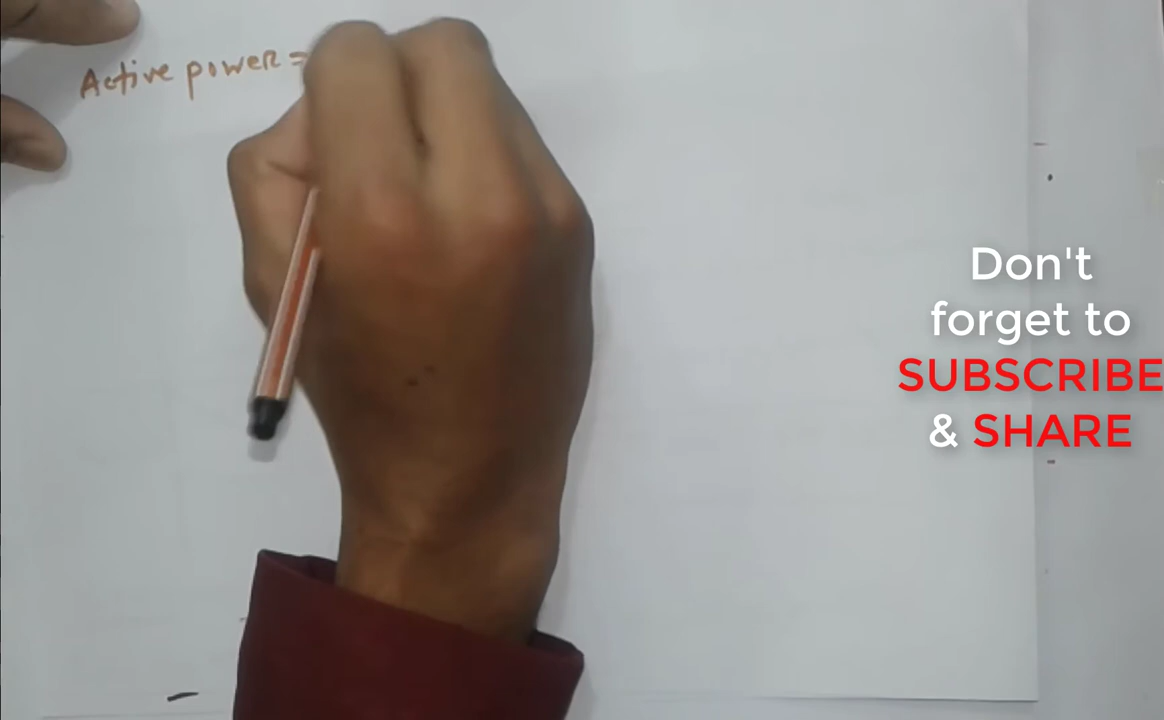 Active power =
Don't
forget to
SUBSCRIBE
& SHARE